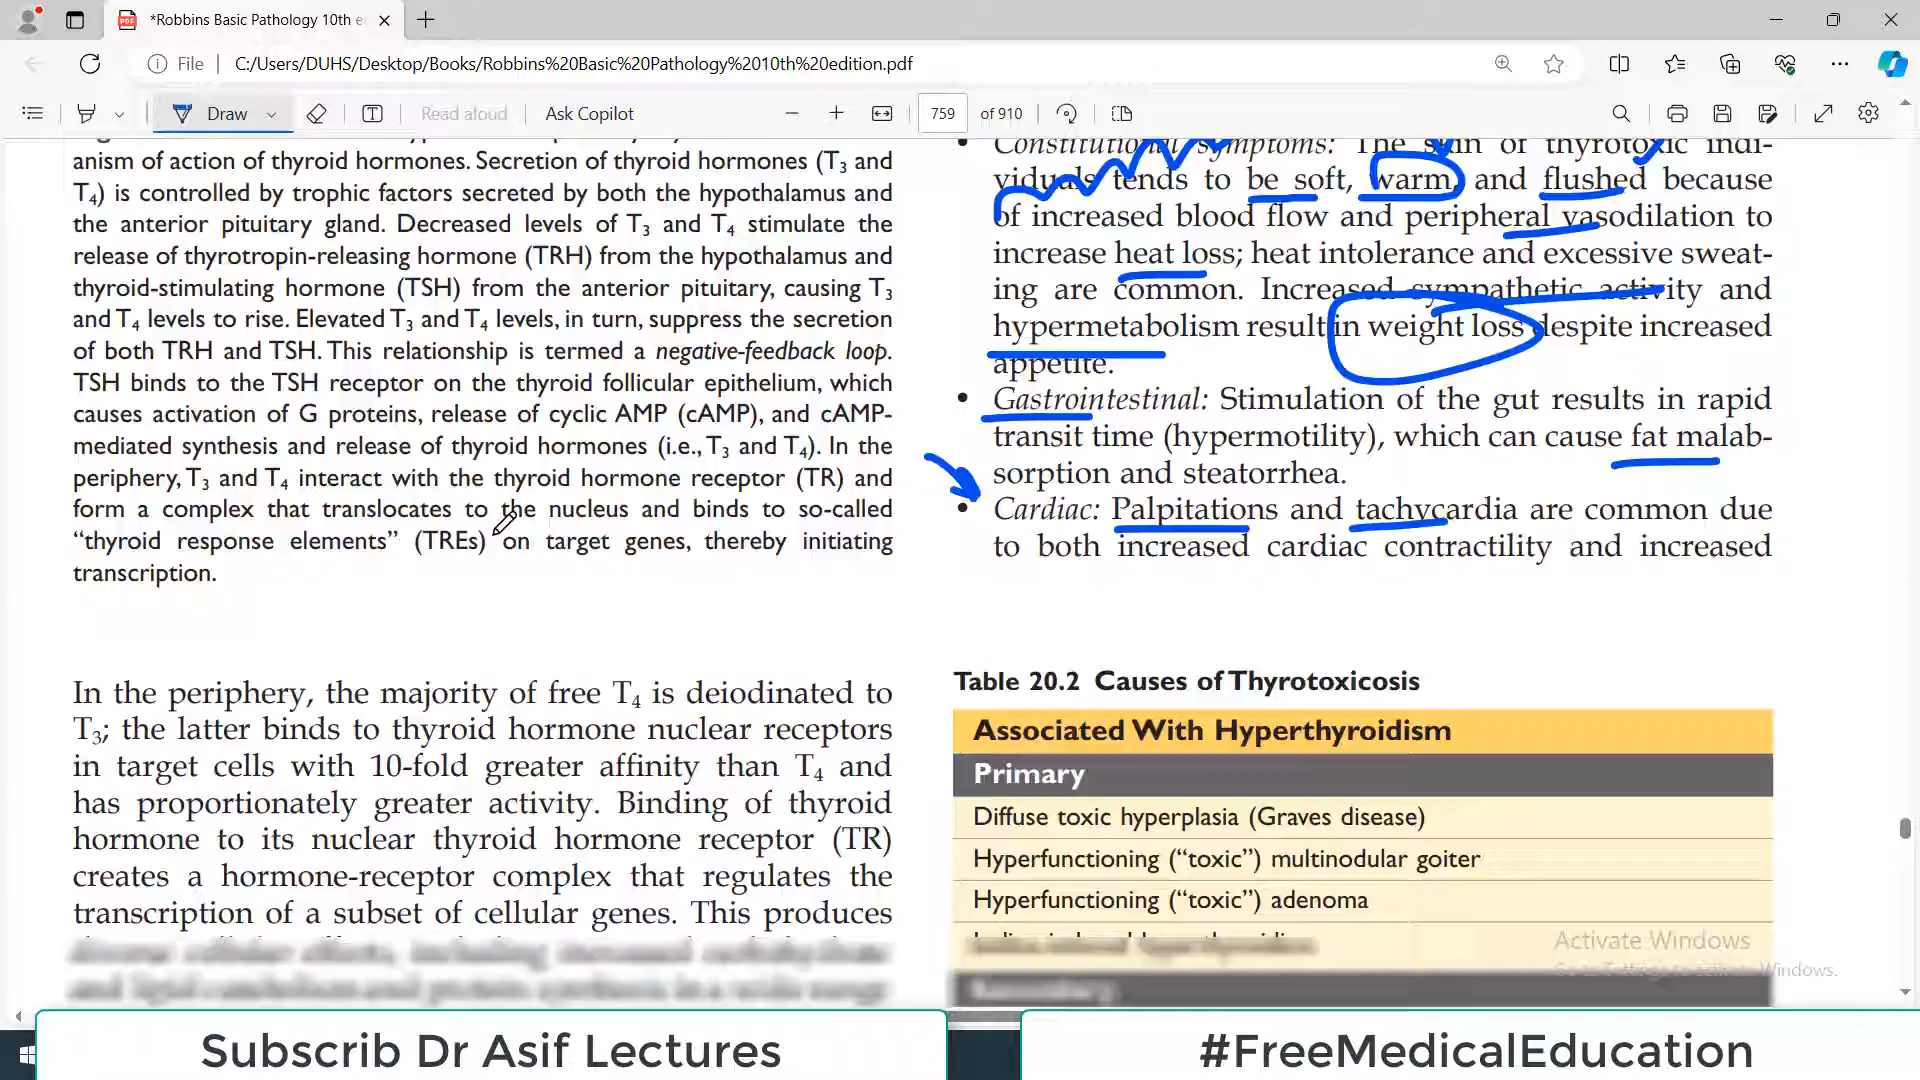 *Robbins Basic Pathology 10th e
File
C:/Users/DUHS/Desktop/Books/Robbins%20Basic%20Pathology%2010th%20edition.pdf
Draw
Read aloud
Ask Copilot
759 of 910
anism of action of thyroid hormones. Secretion of thyroid hormones (T3 and
T4) is controlled by trophic factors secreted by both the hypothalamus and
the anterior pituitary gland. Decreased levels of T3 and T4 stimulate the
release of thyrotropin-releasing hormone (TRH) from the hypothalamus and
thyroid-stimulating hormone (TSH) from the anterior pituitary, causing T3
and T4 levels to rise. Elevated T3 and T4 levels, in turn, suppress the secretion
of both TRH and TSH. This relationship is termed a negative-feedback loop.
TSH binds to the TSH receptor on the thyroid follicular epithelium, which
causes activation of G proteins, release of cyclic AMP (cAMP), and cAMP-
mediated synthesis and release of thyroid hormones (i.e., T3 and T4). In the
periphery, T3 and T4 interact with the thyroid hormone receptor (TR) and
form a complex that translocates to the nucleus and binds to so-called
“thyroid response elements” (TREs) on target genes, thereby initiating
transcription.
In the periphery, the majority of free T4 is deiodinated to
T3; the latter binds to thyroid hormone nuclear receptors
in target cells with 10-fold greater affinity than T4 and
has proportionately greater activity. Binding of thyroid
hormone to its nuclear thyroid hormone receptor (TR)
creates a hormone-receptor complex that regulates the
transcription of a subset of cellular genes. This produces
• Constitutional symptoms: The skin of thyrotoxic indi-
viduals tends to be soft, warm, and flushed because
of increased blood flow and peripheral vasodilation to
increase heat loss; heat intolerance and excessive sweat-
ing are common. Increased sympathetic activity and
hypermetabolism result in weight loss despite increased
appetite.
• Gastrointestinal: Stimulation of the gut results in rapid
transit time (hypermotility), which can cause fat malab-
sorption and steatorrhea.
• Cardiac: Palpitations and tachycardia are common due
to both increased cardiac contractility and increased
Table 20.2 Causes of Thyrotoxicosis
Associated With Hyperthyroidism
Primary
Diffuse toxic hyperplasia (Graves disease)
Hyperfunctioning (“toxic”) multinodular goiter
Hyperfunctioning (“toxic”) adenoma
Activate Windows
Windows.
Subscrib Dr Asif Lectures
#FreeMedicalEducation